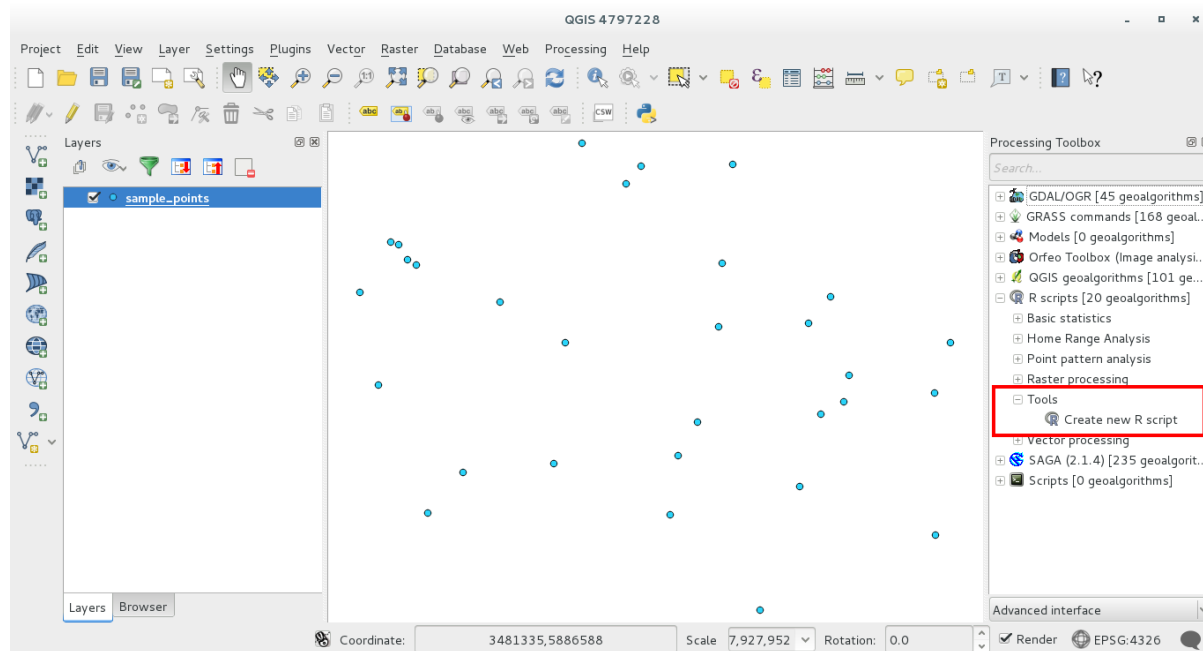 QGIS 4797228
Project Edit View Layer Settings Plugins Vector Raster Database Web Processing Help
Layers
sample_points
Layers Browser
Processing Toolbox
Search...
GDAL/OGR [45 geoalgorithms]
GRASS commands [168 geoal...
Models [0 geoalgorithms]
Orfeo Toolbox (Image analysi...
QGIS geoalgorithms [101 ge...
R scripts [20 geoalgorithms]
Basic statistics
Home Range Analysis
Point pattern analysis
Raster processing
Tools
Create new R script
Vector processing
SAGA (2.1.4) [235 geoalgorit...
Scripts [0 geoalgorithms]
Advanced interface
Coordinate: 3481335,5886588 Scale 7,927,952 Rotation: 0.0 Render EPSG:4326